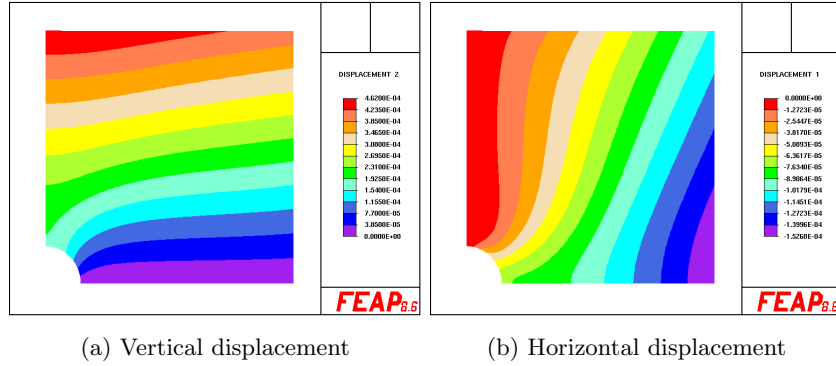 DISPLACEMENT 2
4.6200E-04
4.2350E-04
3.8500E-04
3.4650E-04
3.0800E-04
2.6950E-04
2.3100E-04
1.9250E-04
1.5400E-04
1.1550E-04
7.7000E-05
3.8500E-05
0.0000E+00
FEAP8.6
(a) Vertical displacement
DISPLACEMENT 1
0.0000E+00
-1.2723E-05
-2.5447E-05
-3.8170E-05
-5.0893E-05
-6.3617E-05
-7.6340E-05
-8.9064E-05
-1.0179E-04
-1.1451E-04
-1.2723E-04
-1.3996E-04
-1.5268E-04
FEAP8.6
(b) Horizontal displacement